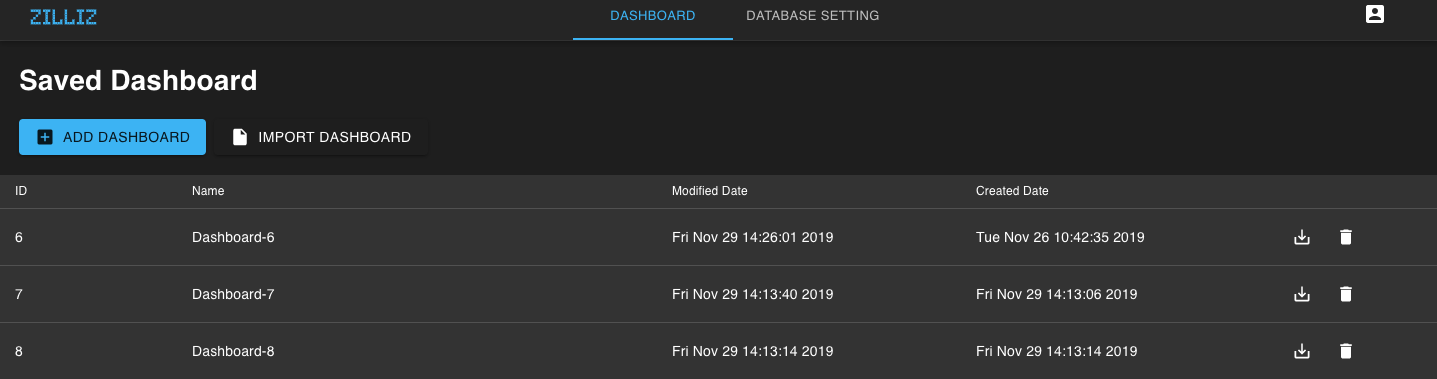 ZILLIZ DASHBOARD DATABASE SETTING
Saved Dashboard
ADD DASHBOARD IMPORT DASHBOARD
ID Name Modified Date Created Date
6 Dashboard-6 Fri Nov 29 14:26:01 2019 Tue Nov 26 10:42:35 2019
7 Dashboard-7 Fri Nov 29 14:13:40 2019 Fri Nov 29 14:13:06 2019
8 Dashboard-8 Fri Nov 29 14:13:14 2019 Fri Nov 29 14:13:14 2019